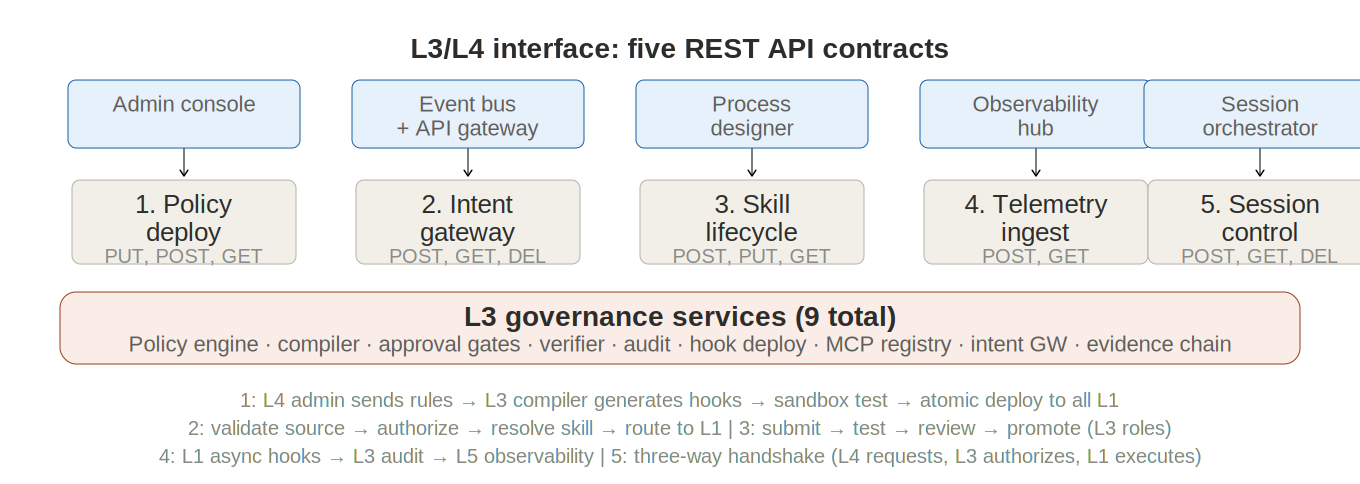 L3/L4 interface: five REST API contracts
Admin console
Event bus
+ API gateway
Process
designer
Observability
hub
Session
orchestrator
1. Policy
deploy
PUT, POST, GET
2. Intent
gateway
POST, GET, DEL
3. Skill
lifecycle
POST, PUT, GET
4. Telemetry
ingest
POST, GET
5. Session
control
POST, GET, DEL
L3 governance services (9 total)
Policy engine · compiler · approval gates · verifier · audit · hook deploy · MCP registry · intent GW · evidence chain
1: L4 admin sends rules → L3 compiler generates hooks → sandbox test → atomic deploy to all L1
2: validate source → authorize → resolve skill → route to L1 | 3: submit → test → review → promote (L3 roles)
4: L1 async hooks → L3 audit → L5 observability | 5: three-way handshake (L4 requests, L3 authorizes, L1 executes)